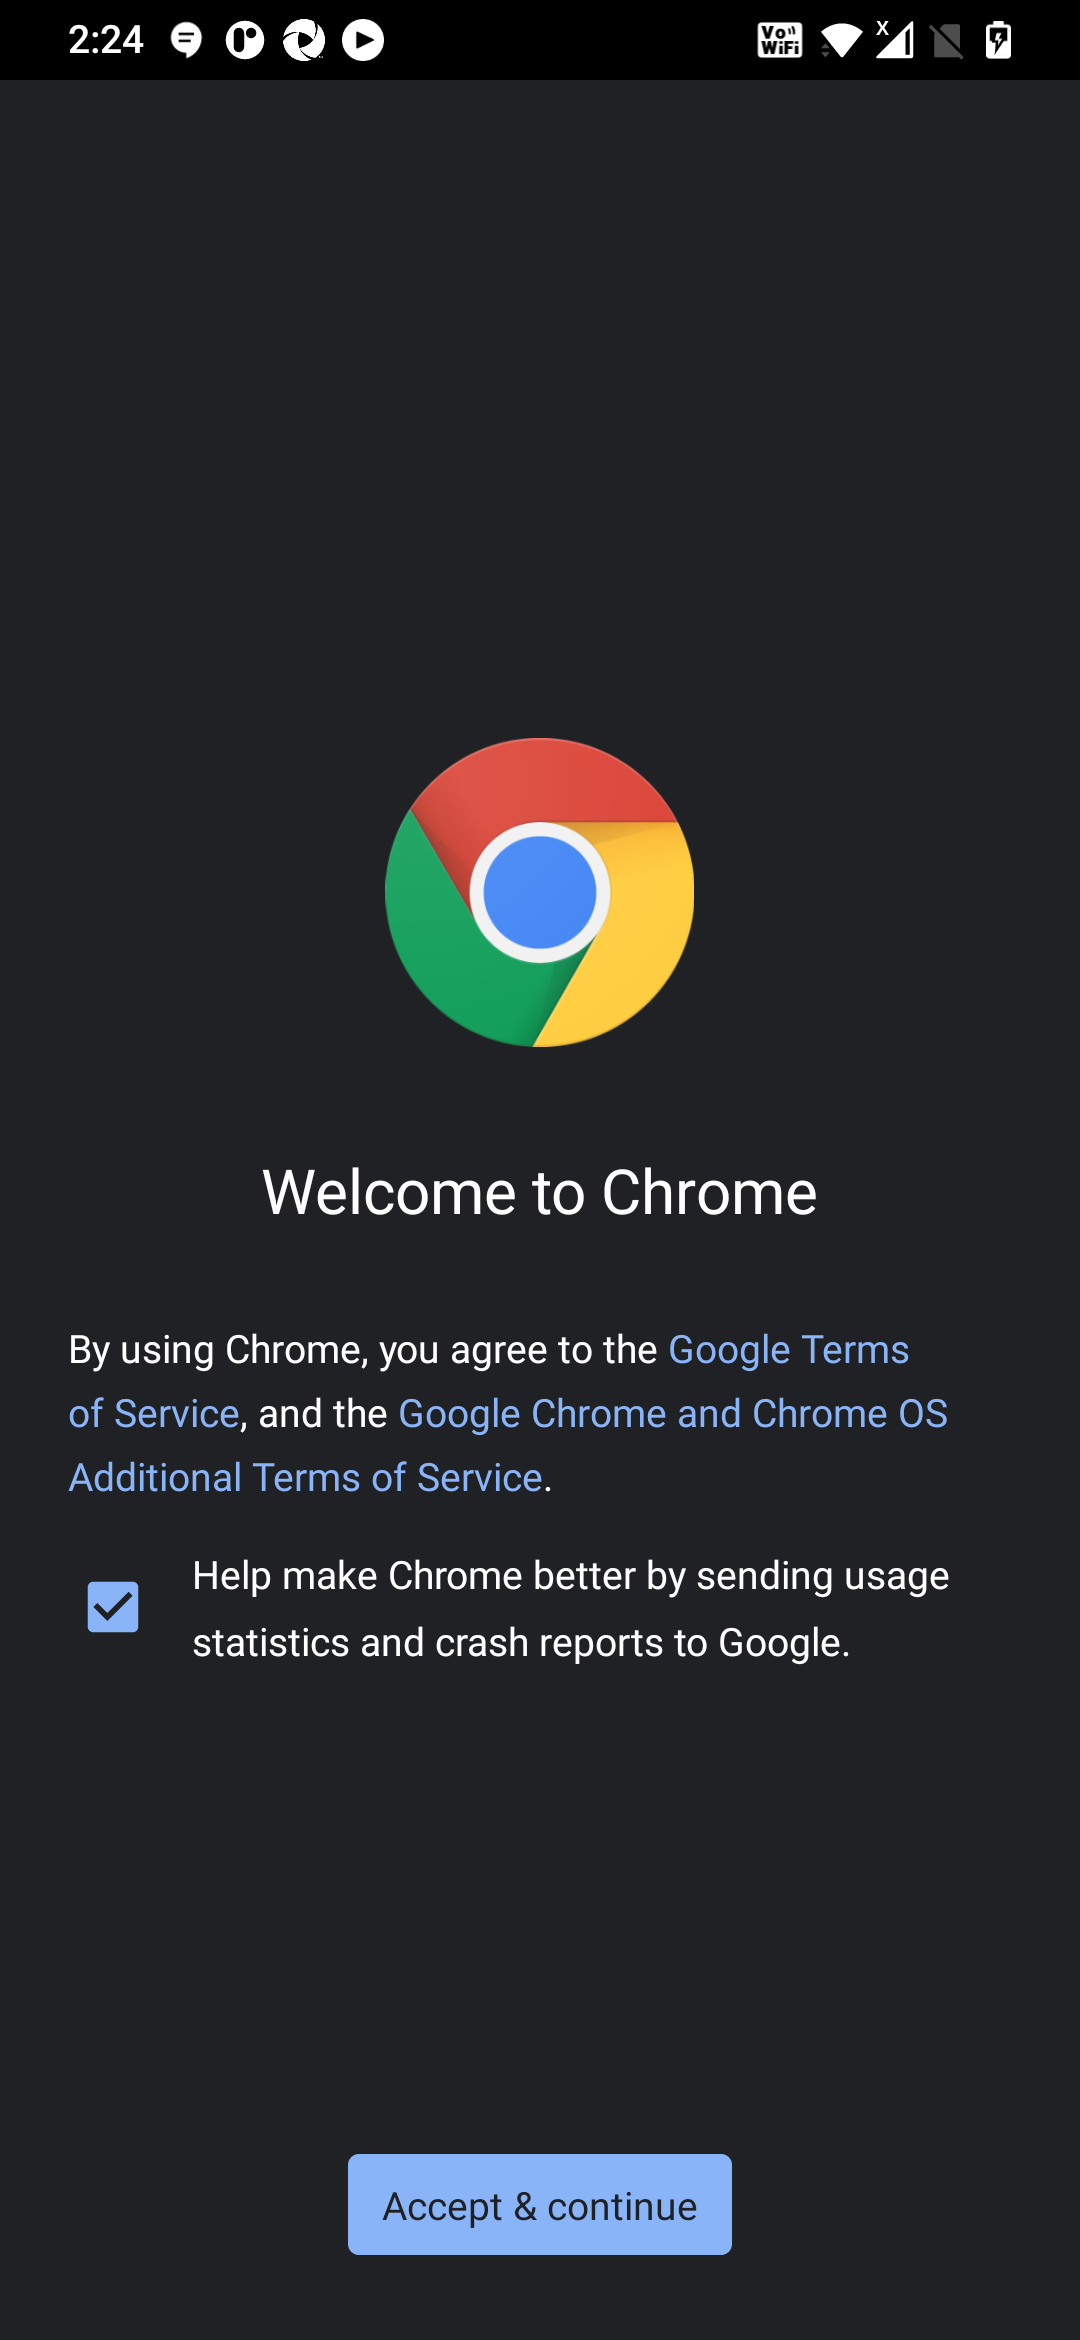 2:24
Vo
WiFi
X
Welcome to Chrome
By using Chrome, you agree to the Google Terms
of Service, and the Google Chrome and Chrome OS
Additional Terms of Service.
Help make Chrome better by sending usage
statistics and crash reports to Google.
Accept & continue